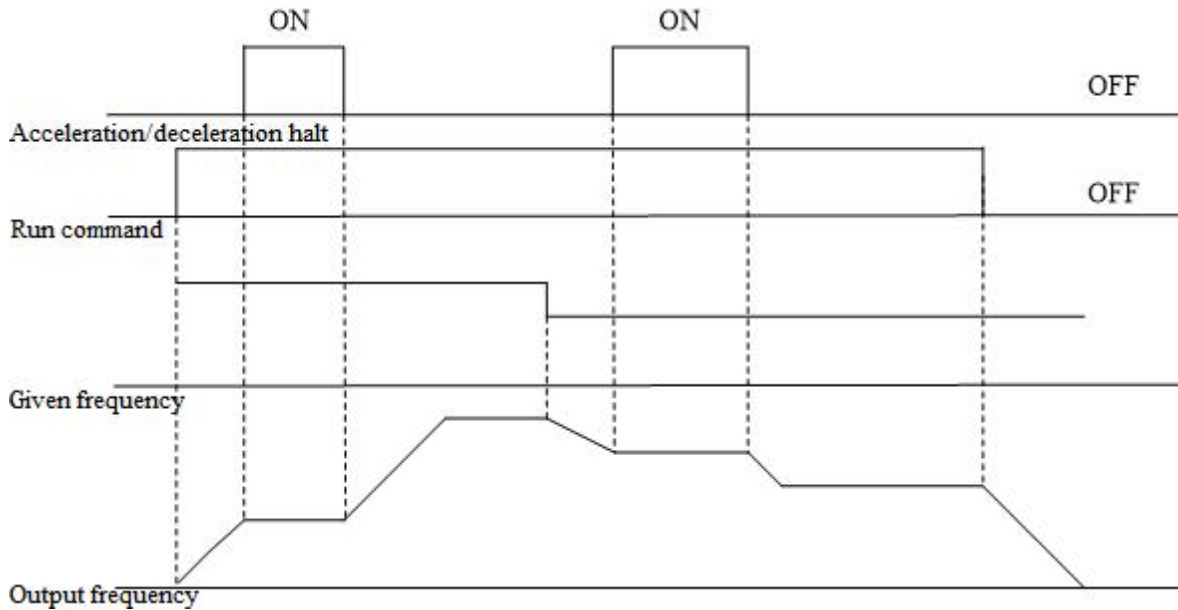 ON
ON
OFF
Acceleration/deceleration halt
OFF
Run command
Given frequency
Output frequency